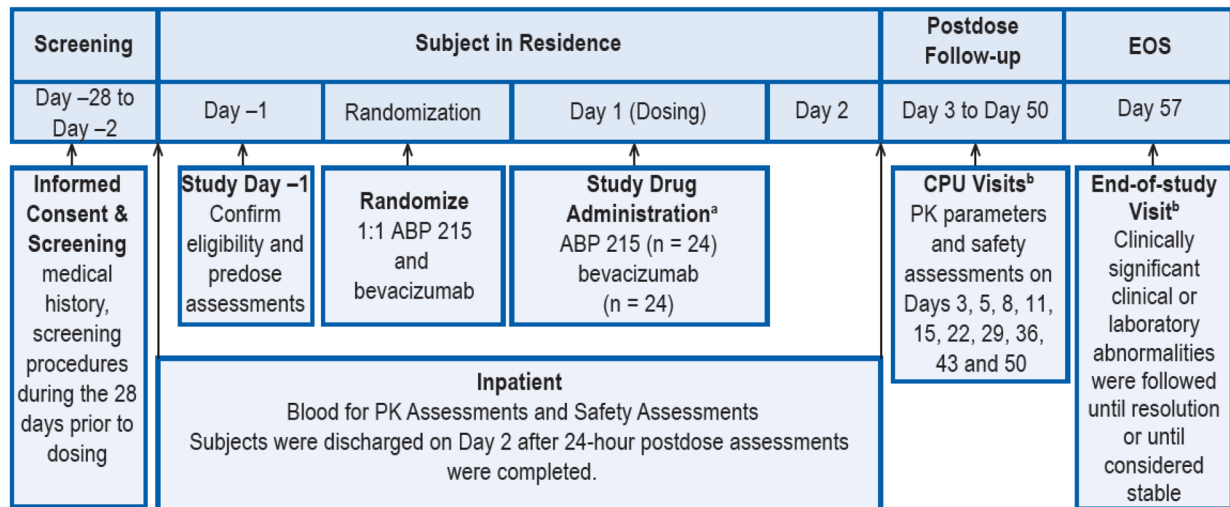 Screening
Subject in Residence
Postdose
Follow-up
EOS
Day –28 to
Day –2
Day –1
Randomization
Day 1 (Dosing)
Day 2
Day 3 to Day 50
Day 57
Informed
Consent &
Screening
medical
history,
screening
procedures
during the 28
days prior to
dosing
Study Day –1
Confirm
eligibility and
predose
assessments
Randomize
1:1 ABP 215
and
bevacizumab
Study Drug
Administrationᵃ
ABP 215 (n = 24)
bevacizumab
(n = 24)
CPU Visitsᵇ
PK parameters
and safety
assessments on
Days 3, 5, 8, 11,
15, 22, 29, 36,
43 and 50
End-of-study
Visitᵇ
Clinically
significant
clinical or
laboratory
abnormalities
were followed
until resolution
or until
considered
stable
Inpatient
Blood for PK Assessments and Safety Assessments
Subjects were discharged on Day 2 after 24-hour postdose assessments
were completed.